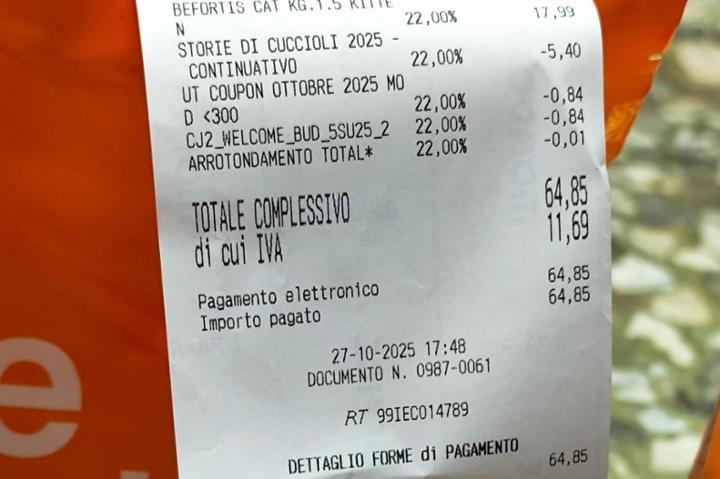 BEFORTIS CAT KG.1.5 KITTE
N 22,00% 17,99
STORIE DI CUCCIOLI 2025 -
CONTINUATIVO 22,00% -5,40
UT COUPON OTTOBRE 2025 MO
D <300 22,00% -0,84
CJ2_WELCOME_BUD_5SU25_2 22,00% -0,84
ARROTONDAMENTO TOTAL* 22,00% -0,01
TOTALE COMPLESSIVO 64,85
di cui IVA 11,69
Pagamento elettronico 64,85
Importo pagato 64,85
27-10-2025 17:48
DOCUMENTO N. 0987-0061
RT 99IEC014789
DETTAGLIO FORME di PAGAMENTO
64,85
e